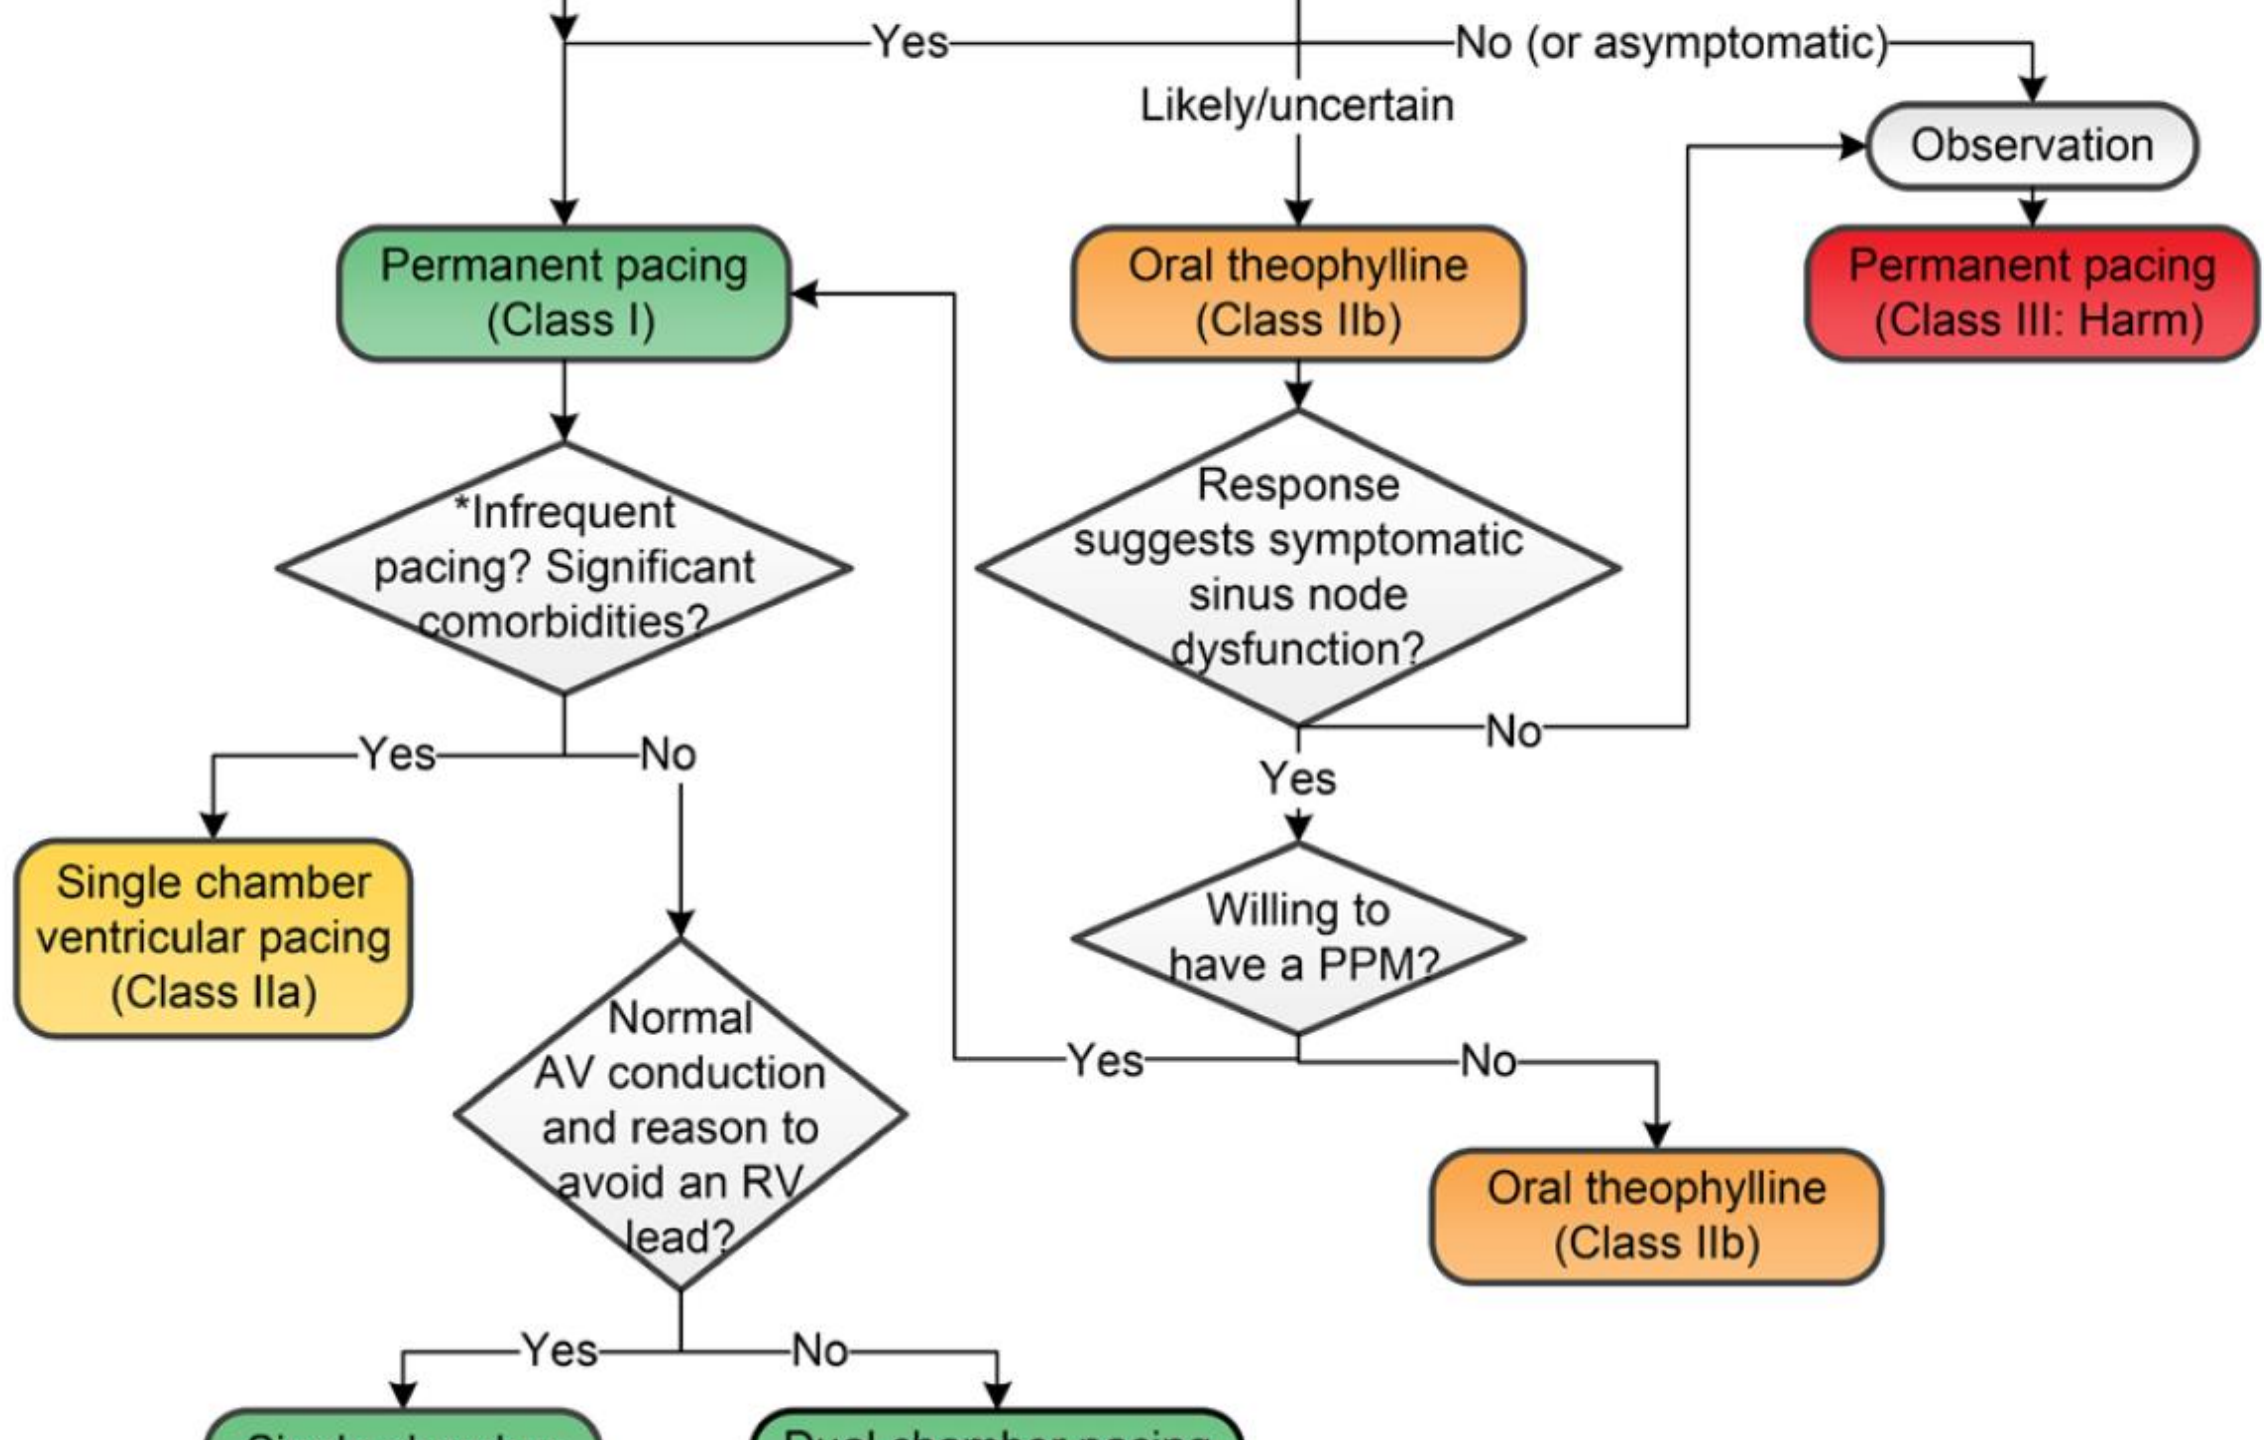 Yes
No (or asymptomatic)
Likely/uncertain
Observation
Permanent pacing
(Class I)
Oral theophylline
(Class IIb)
Permanent pacing
(Class III: Harm)
*Infrequent
pacing? Significant
comorbidities?
Response
suggests symptomatic
sinus node
dysfunction?
No
Yes
Yes
No
Single chamber
ventricular pacing
(Class IIa)
Willing to
have a PPM?
Normal
AV conduction
and reason to
avoid an RV
lead?
Yes
No
Oral theophylline
(Class IIb)
Yes
No
Dual chamber pacing